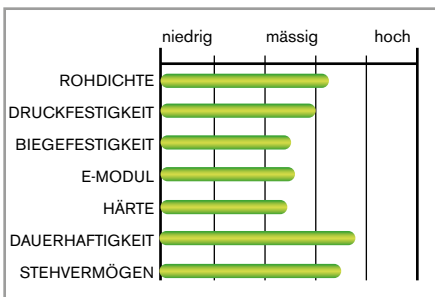 niedrig mässig hoch
ROHDICHTE
DRUCKFESTIGKEIT
BIEGEFESTIGKEIT
E-MODUL
HÄRTE
DAUERHAFTIGKEIT
STEHVERMÖGEN